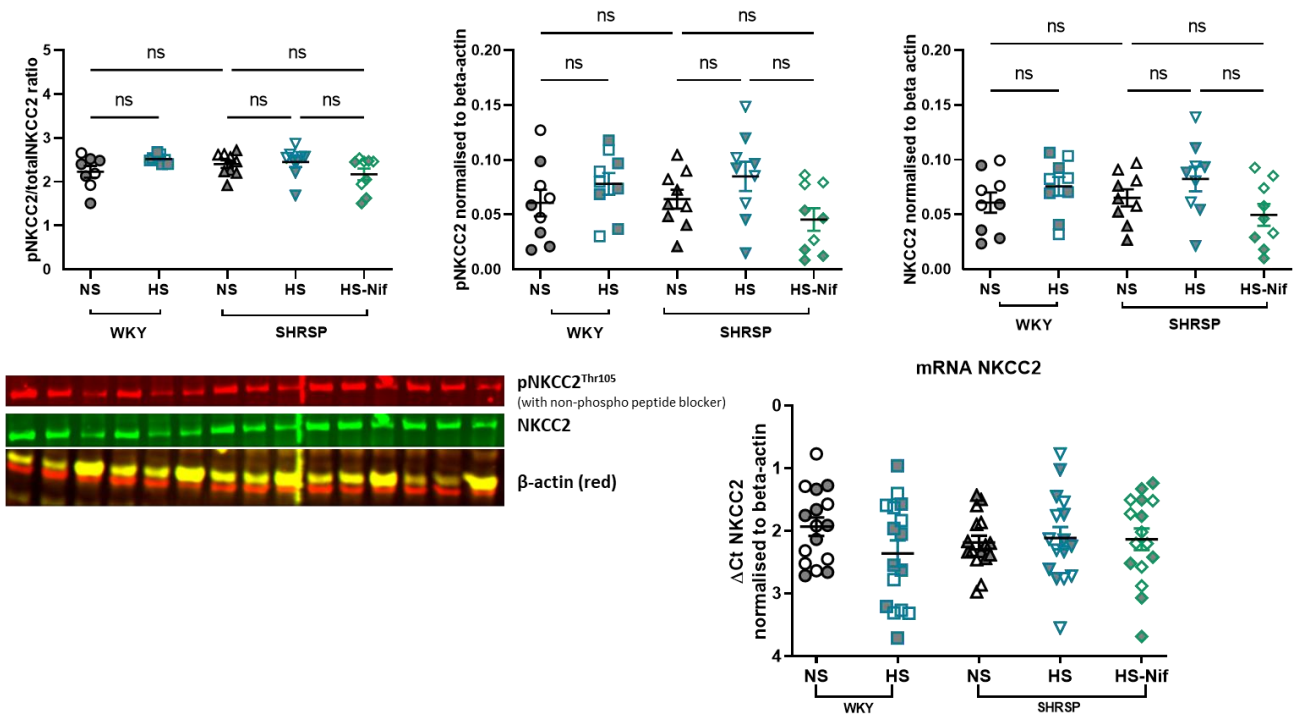 ns
ns
ns
ns
ns
5
4
3
2
1
0
pNKCC2/totalNKCC2 ratio
NS
HS
NS
HS
HS-Nif
WKY
SHRSP
ns
ns
ns
ns
ns
0.20
0.15
0.10
0.05
0.00
pNKCC2 normalised to beta-actin
NS
HS
NS
HS
HS-Nif
WKY
SHRSP
ns
ns
ns
ns
ns
0.20
0.15
0.10
0.05
0.00
NKCC2 normalised to beta actin
NS
HS
NS
HS
HS-Nif
WKY
SHRSP
pNKCC2Thr105
(with non-phospho peptide blocker)
NKCC2
β-actin (red)
mRNA NKCC2
0
1
2
3
4
ΔCt NKCC2
normalised to beta-actin
NS
HS
NS
HS
HS-Nif
WKY
SHRSP